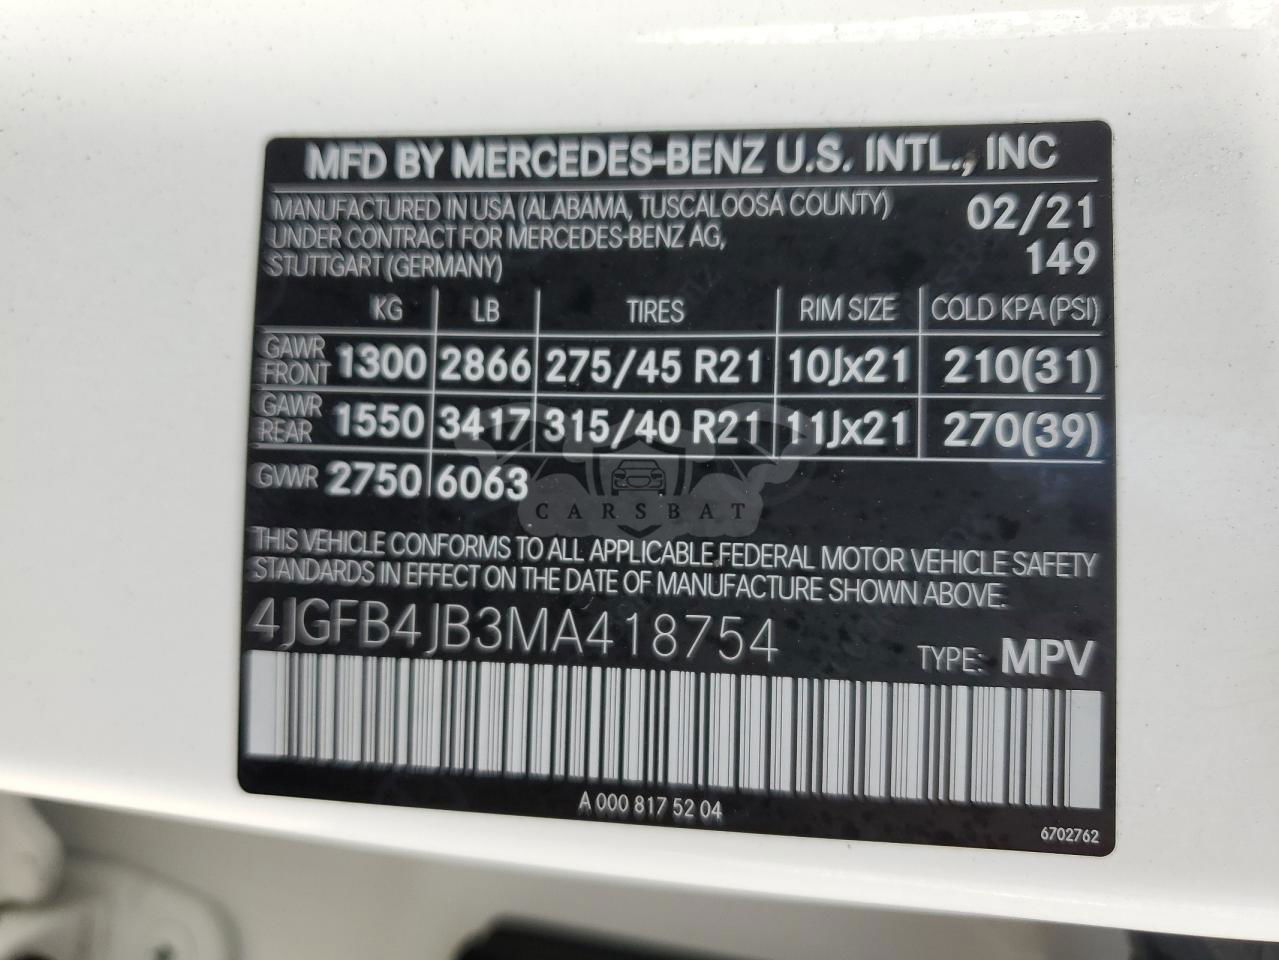 MFD BY MERCEDES-BENZ U.S. INTL., INC
MANUFACTURED IN USA (ALABAMA, TUSCALOOSA COUNTY) 02/21
UNDER CONTRACT FOR MERCEDES-BENZ AG,
STUTTGART (GERMANY) 149
KG LB TIRES RIM SIZE COLD KPA (PSI)
GAWR FRONT 1300 2866 275/45 R21 10Jx21 210(31)
GAWR REAR 1550 3417 315/40 R21 11Jx21 270(39)
GVWR 2750 6063
CARSBAT
THIS VEHICLE CONFORMS TO ALL APPLICABLE FEDERAL MOTOR VEHICLE SAFETY
STANDARDS IN EFFECT ON THE DATE OF MANUFACTURE SHOWN ABOVE.
4JGFB4JB3MA418754
TYPE: MPV
A 000 817 52 04
6702762